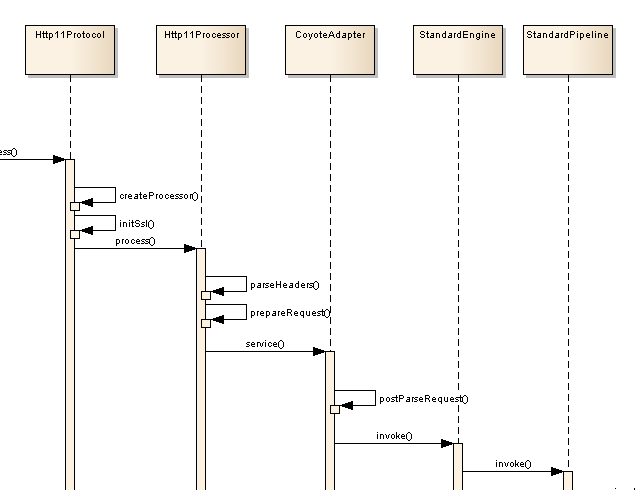 Http11Protocol
Http11Processor
CoyoteAdapter
StandardEngine
StandardPipeline
ess()
createProcessor()
initSsl()
process()
parseHeaders()
prepareRequest()
service()
postParseRequest()
invoke()
invoke()